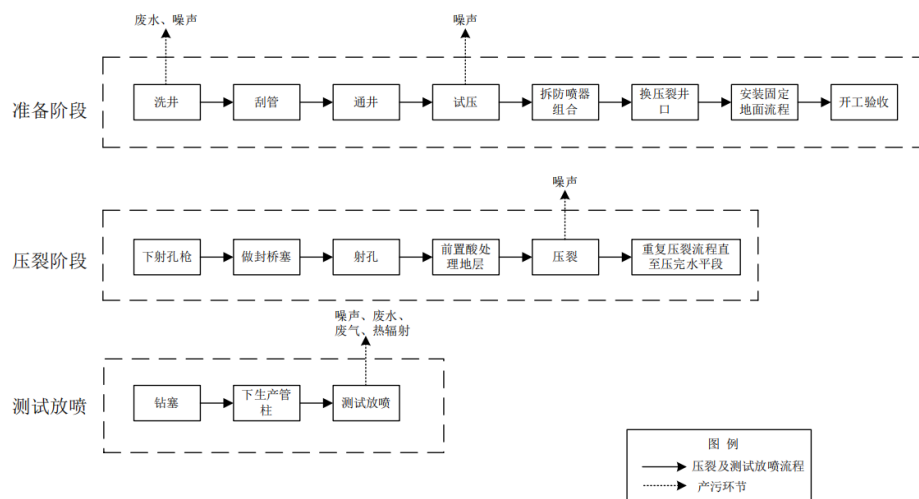 废水、噪声
噪声
准备阶段
洗井
刮管
通井
试压
拆防喷器
组合
换压裂井
口
安装固定
地面流程
开工验收
噪声
压裂阶段
下射孔枪
做封桥塞
射孔
前置酸处
理地层
压裂
重复压裂流程直
至压完水平段
噪声、废水、
废气、热辐射
测试放喷
钻塞
下生产管
柱
测试放喷
图 例
压裂及测试放喷流程
产污环节